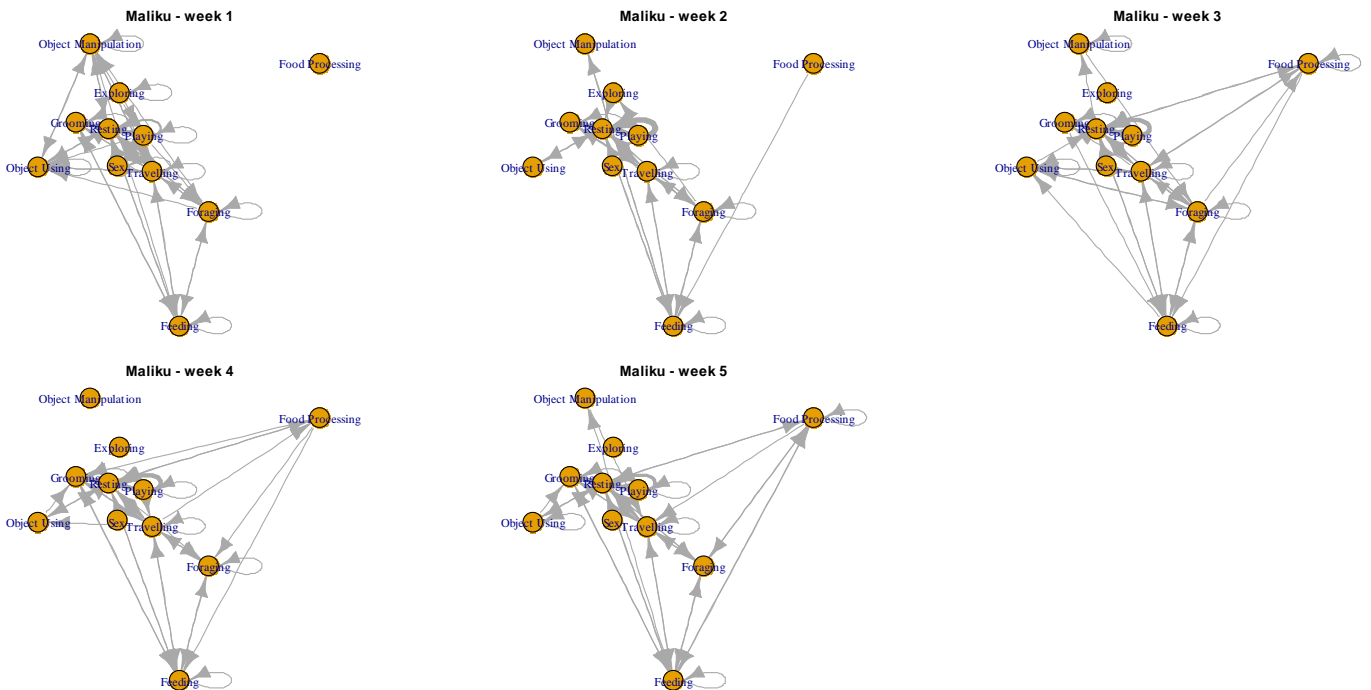 Maliku - week 1
Object Manipulation
Food Processing
Exploring
Grooming
Resting
Playing
Object Using
Sex
Travelling
Foraging
Feeding
Maliku - week 2
Object Manipulation
Food Processing
Exploring
Grooming
Resting
Playing
Object Using
Sex
Travelling
Foraging
Feeding
Maliku - week 3
Object Manipulation
Food Processing
Exploring
Grooming
Resting
Playing
Object Using
Sex
Travelling
Foraging
Feeding
Maliku - week 4
Object Manipulation
Food Processing
Exploring
Grooming
Resting
Playing
Object Using
Sex
Travelling
Foraging
Feeding
Maliku - week 5
Object Manipulation
Food Processing
Exploring
Grooming
Resting
Playing
Object Using
Sex
Travelling
Foraging
Feeding